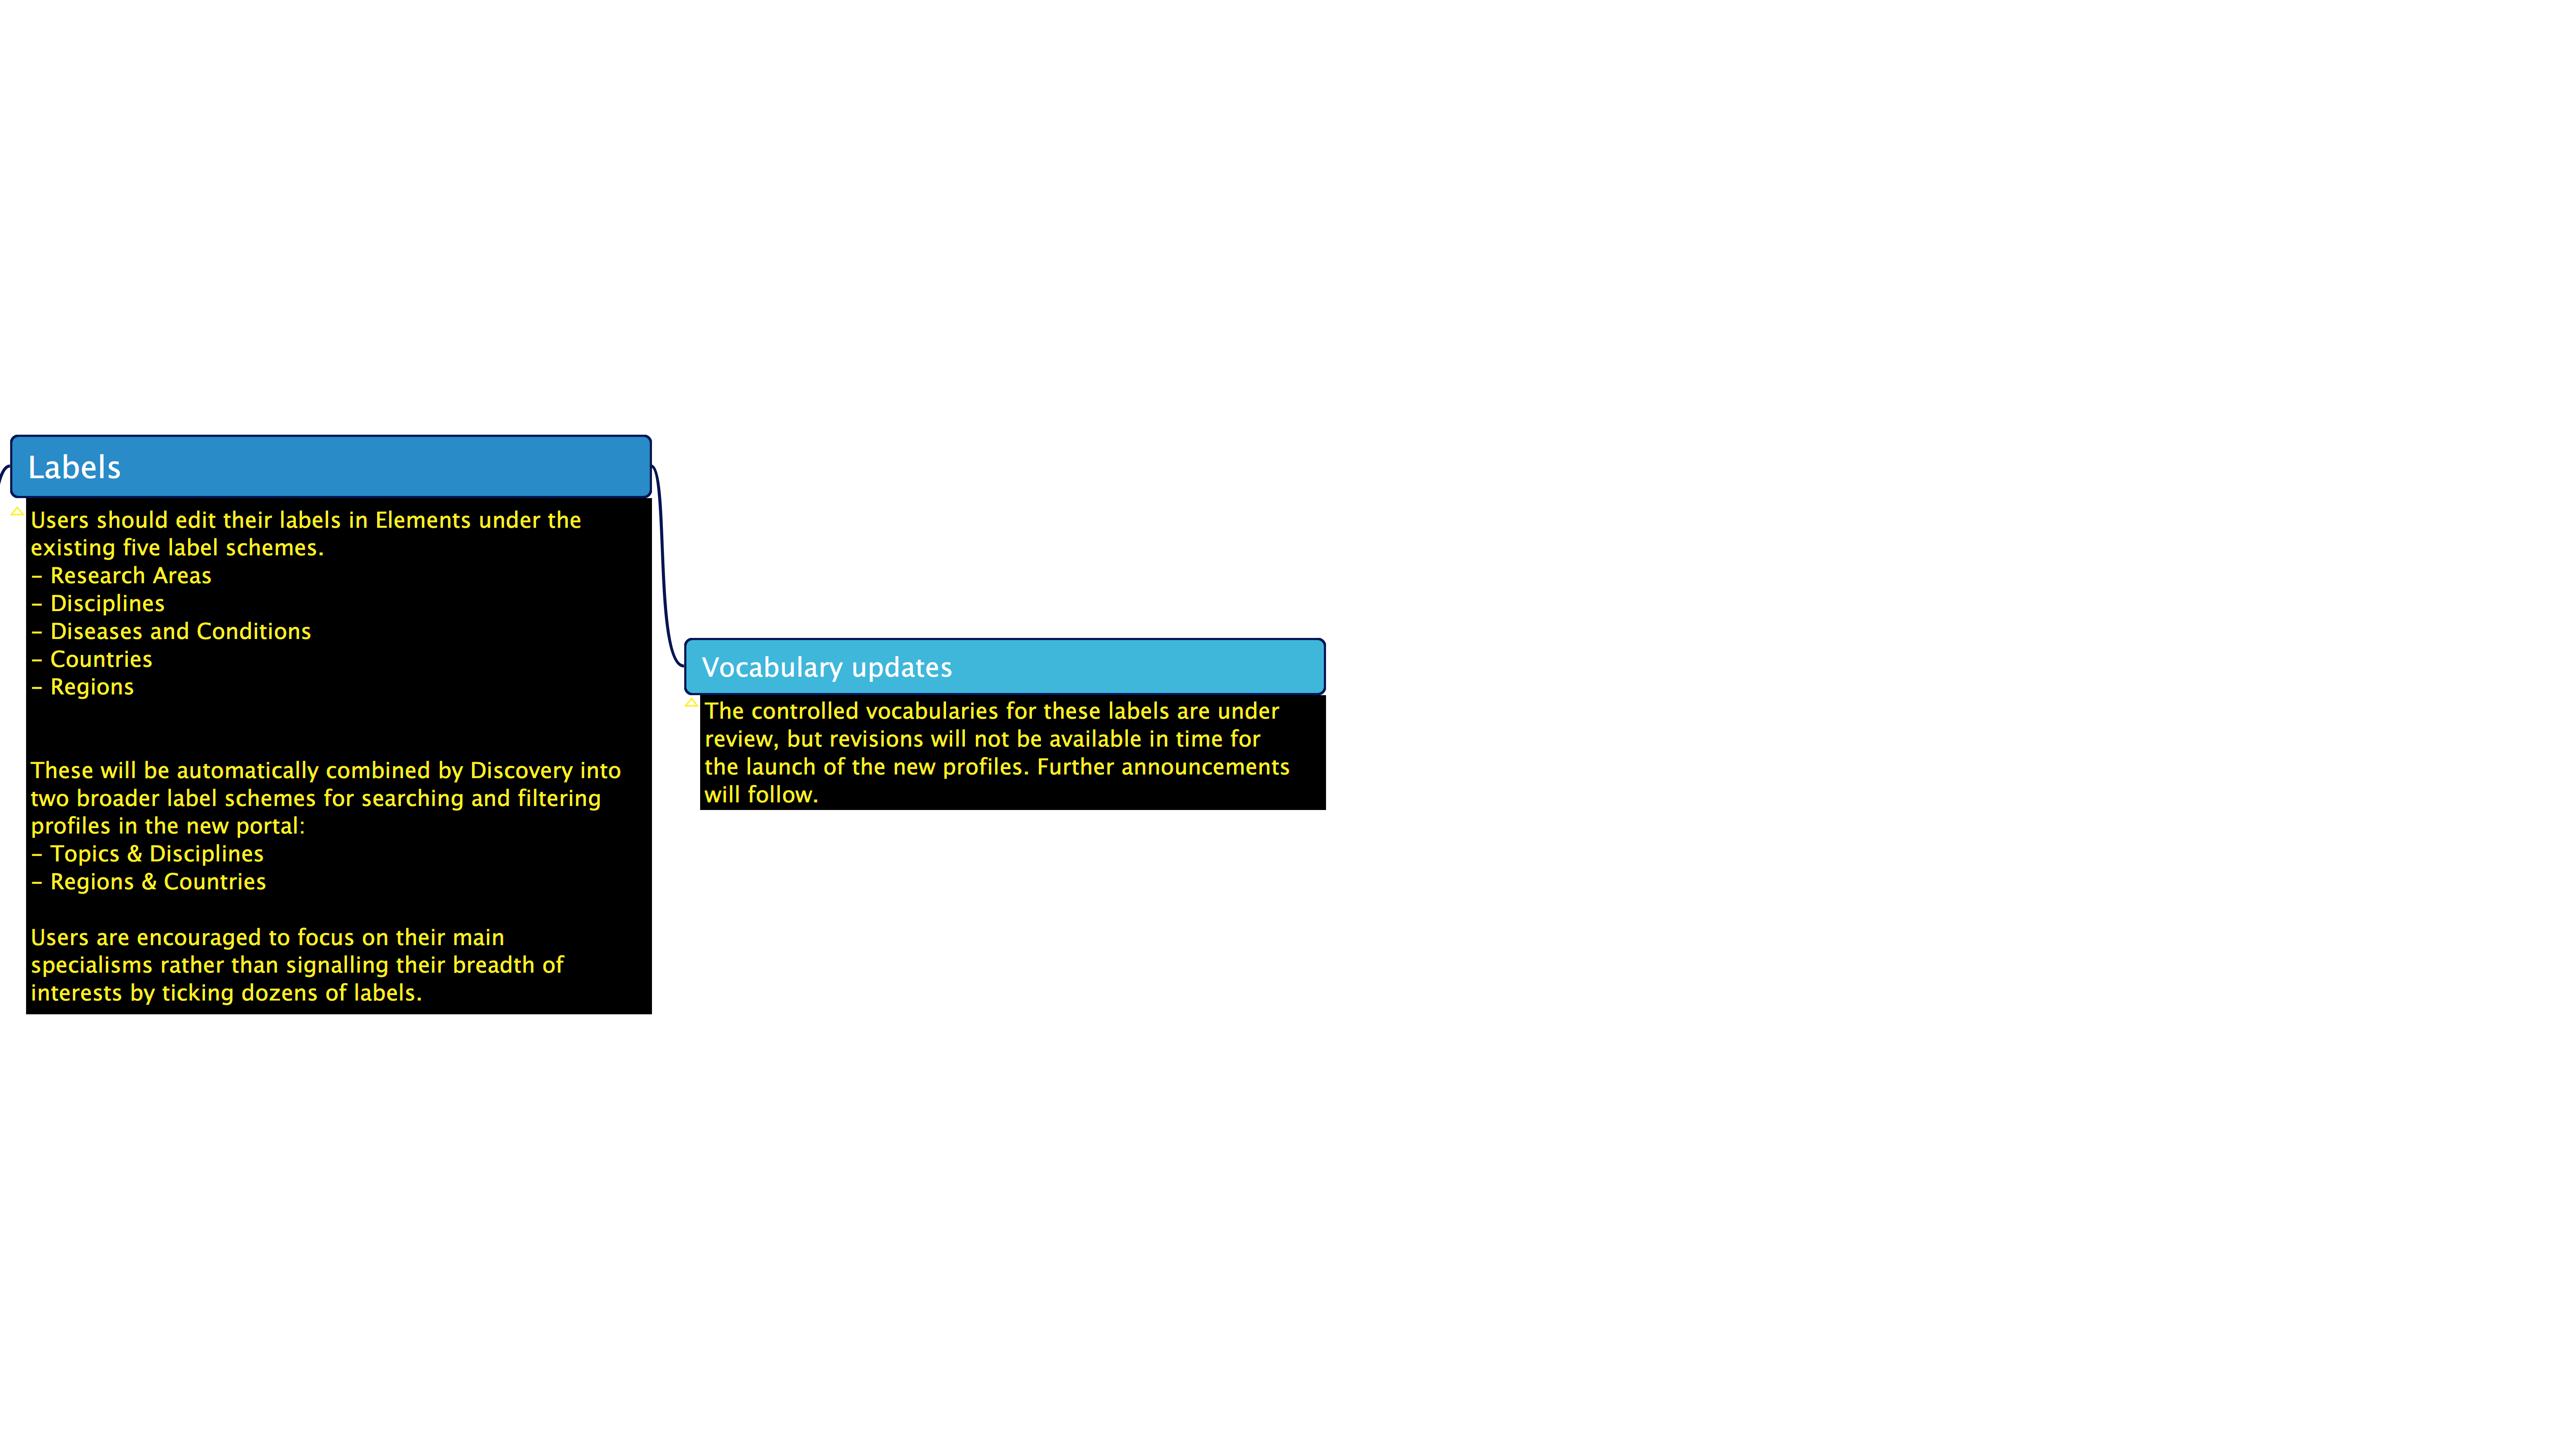 Labels
Users should edit their labels in Elements under the
existing five label schemes.
– Research Areas
– Disciplines
– Diseases and Conditions
– Countries
– Regions
These will be automatically combined by Discovery into
two broader label schemes for searching and filtering
profiles in the new portal:
– Topics & Disciplines
– Regions & Countries
Users are encouraged to focus on their main
specialisms rather than signalling their breadth of
interests by ticking dozens of labels.
Vocabulary updates
The controlled vocabularies for these labels are under
review, but revisions will not be available in time for
the launch of the new profiles. Further announcements
will follow.